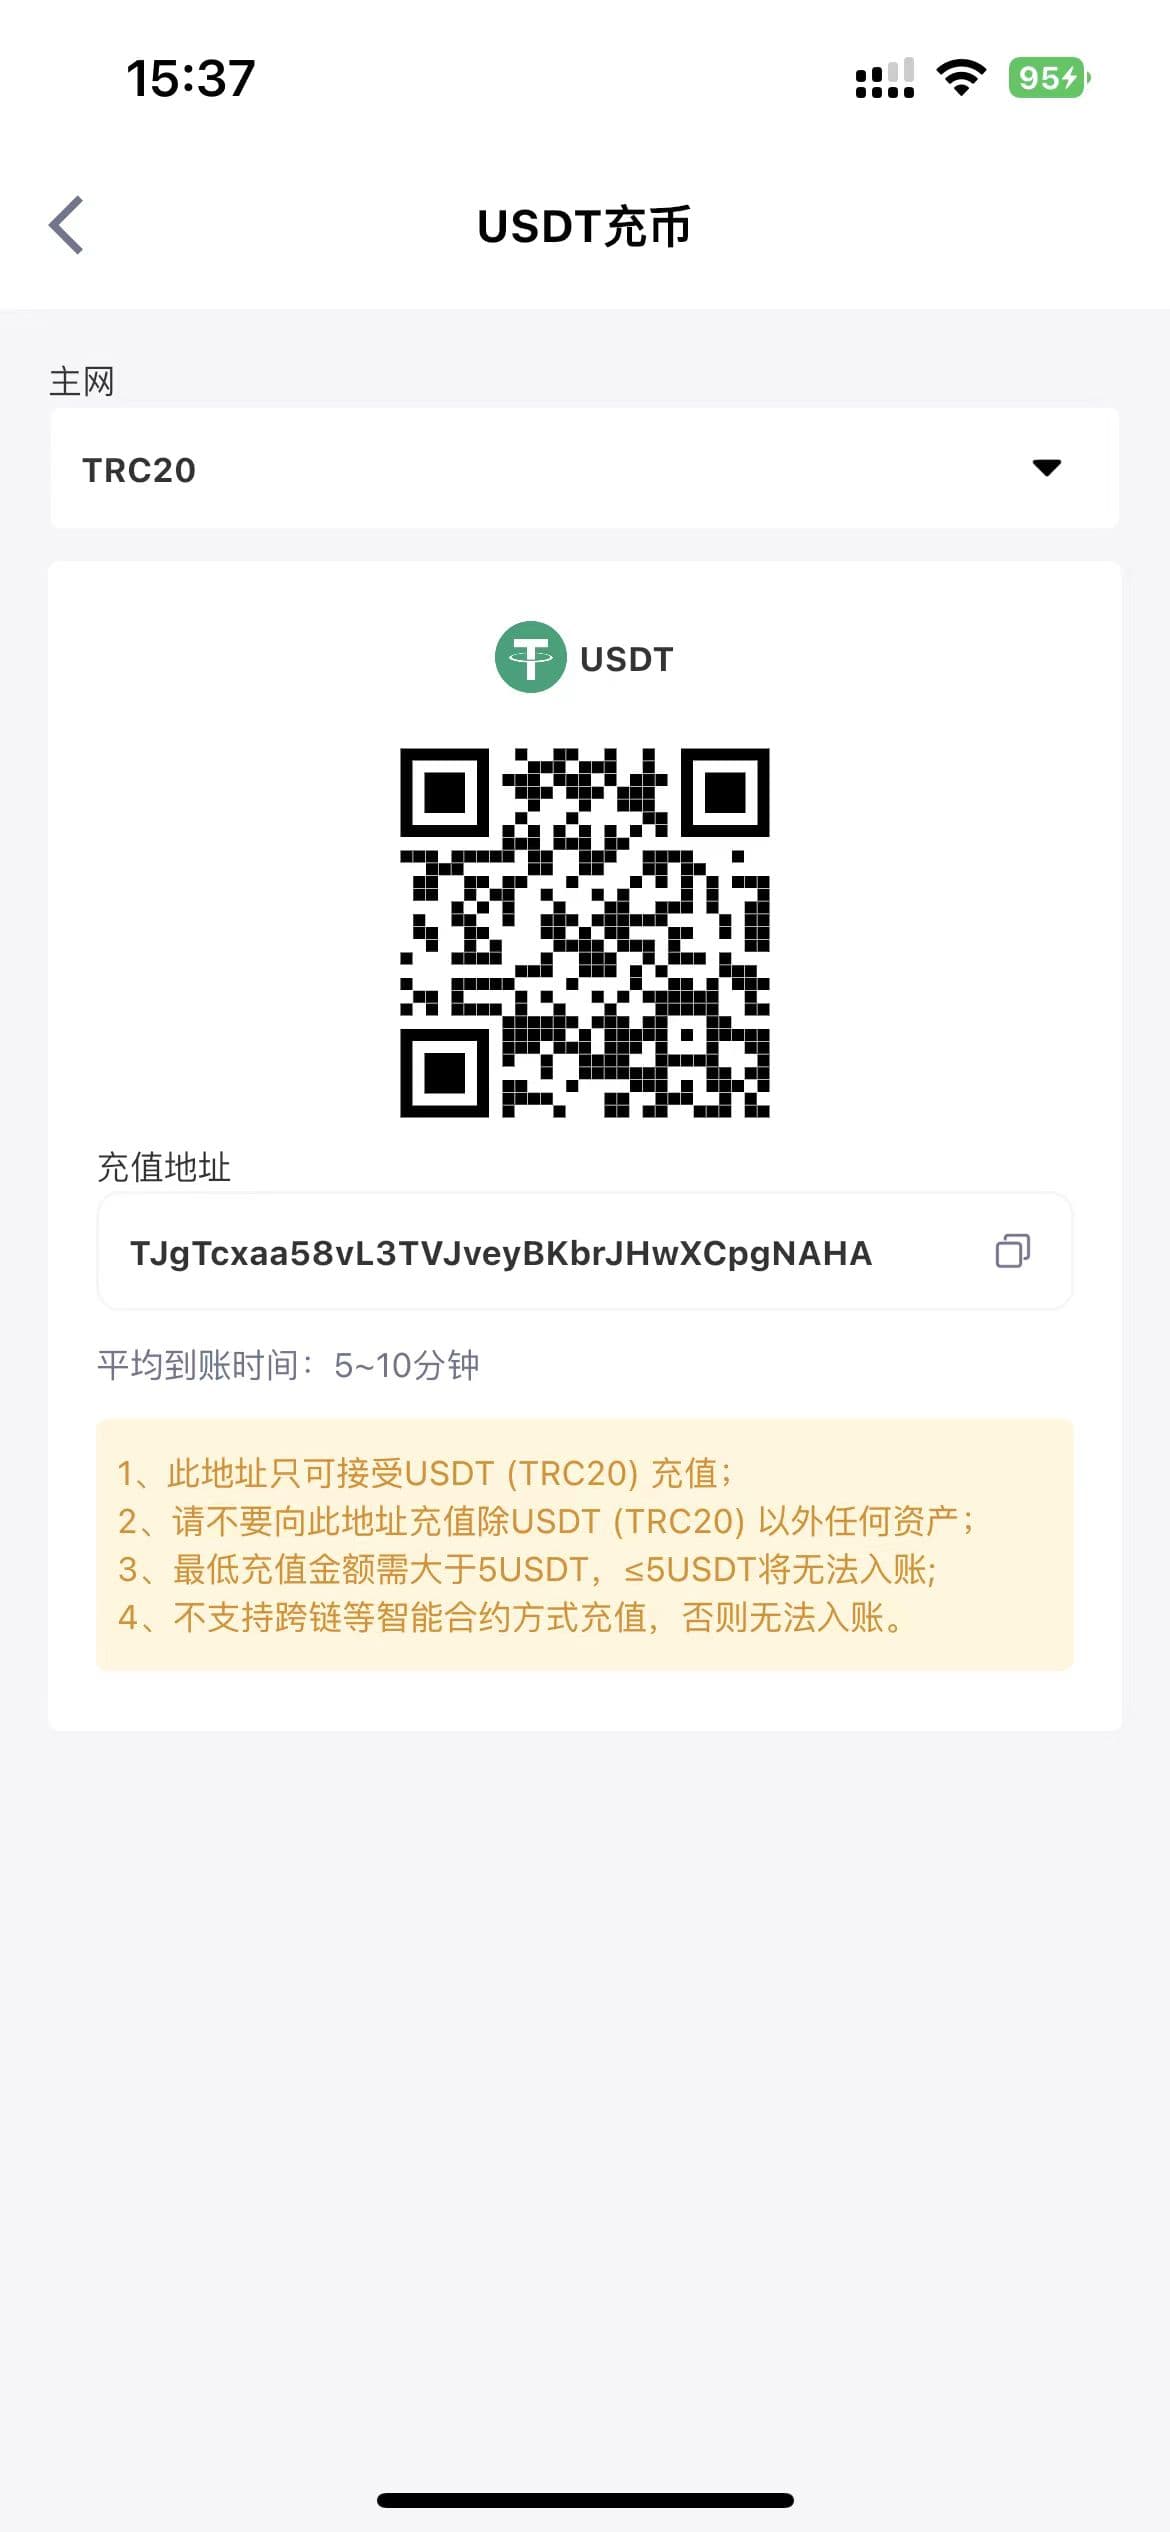 15:37
95
USDT充币
主网
TRC20
USDT
充值地址
TJgTcxaa58vL3TVJveyBKbrJHwXCpgNAHA
平均到账时间：5~10分钟
1、此地址只可接受USDT (TRC20) 充值；
2、请不要向此地址充值除USDT (TRC20) 以外任何资产；
3、最低充值金额需大于5USDT，≤5USDT将无法入账;
4、不支持跨链等智能合约方式充值，否则无法入账。